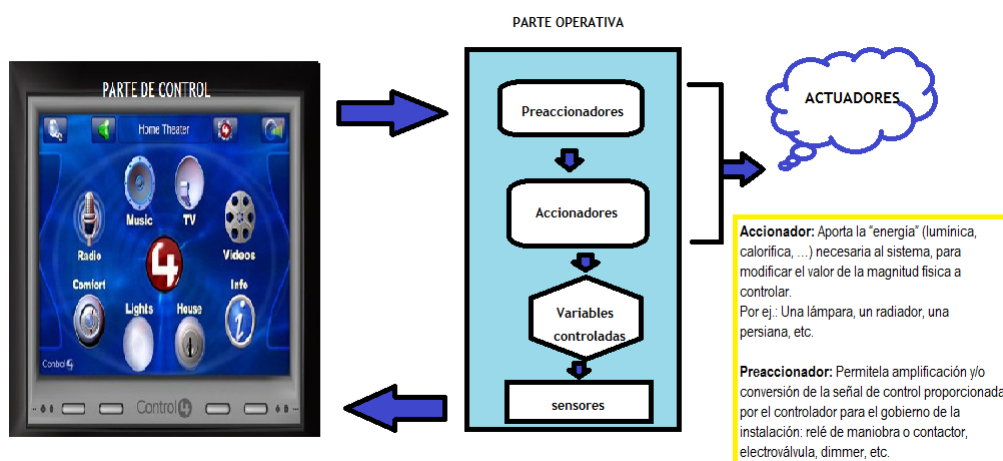 PARTE OPERATIVA
PARTE DE CONTROL
Home Theater
Music
TV
Radio
Videos
Comfort
Info
Lights
House
Control4
Control4
Preaccionadores
Accionadores
Variables
controladas
sensores
ACTUADORES
Accionador: Aporta la "energía" (lumínica,
calorífica, ...) necesaria al sistema, para
modificar el valor de la magnitud física a
controlar.
Por ej.: Una lámpara, un radiador, una
persiana, etc.
Preaccionador: Permitela amplificación y/o
conversión de la señal de control proporcionada
por el controlador para el gobierno de la
instalación: relé de maniobra o contactor,
electroválvula, dimmer, etc.